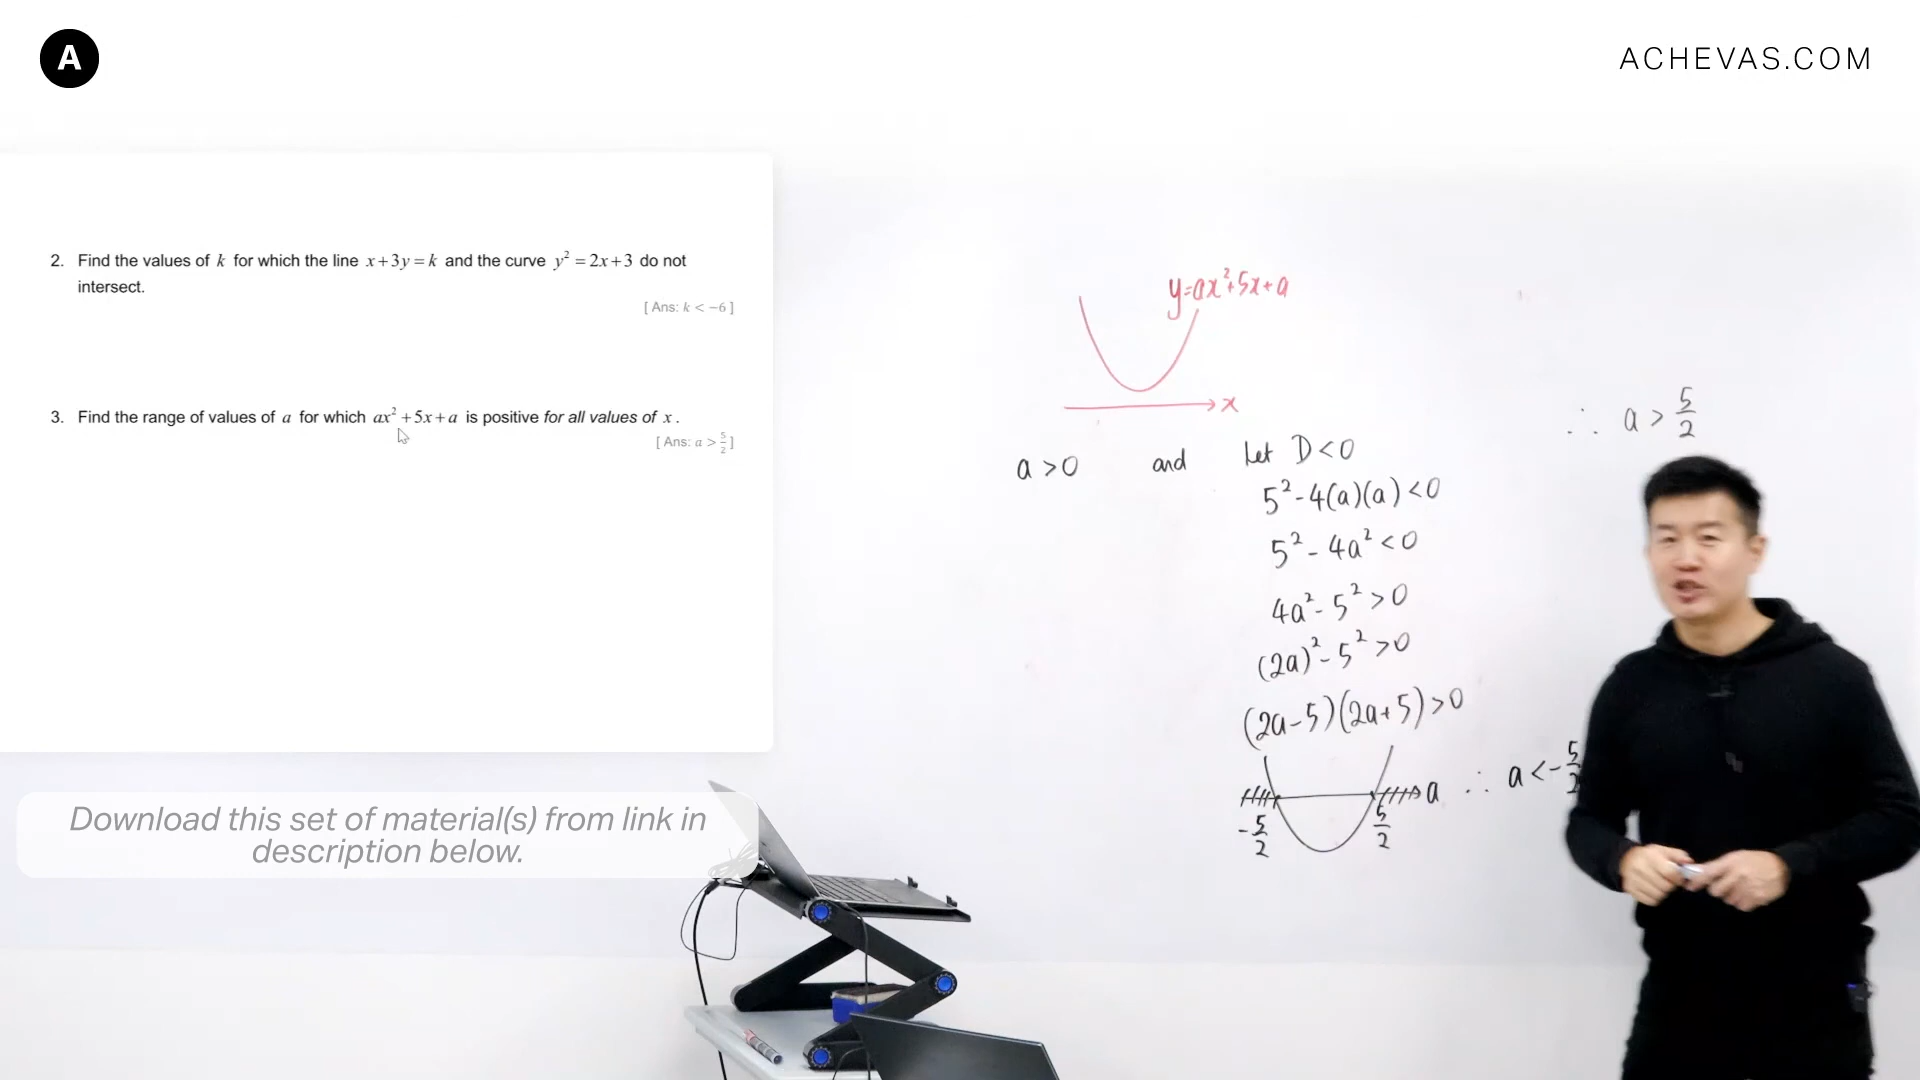 A
ACHEVAS.COM
2. Find the values of k for which the line x+3y=k and the curve y²=2x+3 do not
intersect.
[ Ans: k < −6 ]
3. Find the range of values of a for which ax²+5x+a is positive for all values of x.
[ Ans: a > 5/2 ]
Download this set of material(s) from link in
description below.
y=ax²+5x+a
x
a>0 and Let D<0
5²-4(a)(a)<0
5²-4a²<0
4a²-5²>0
(2a)²-5²>0
(2a-5)(2a+5)>0
-5/2 5/2 a ∴ a<-5/2
∴ a>5/2